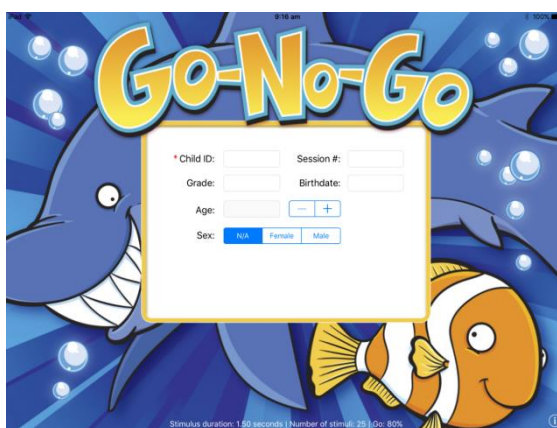 iPad 9:16 am 100%
Go-No-Go
* Child ID: Session #:
Grade: Birthdate:
Age: — +
Sex: N/A Female Male
Stimulus duration: 1.50 seconds | Number of stimuli: 25 | Go: 80%